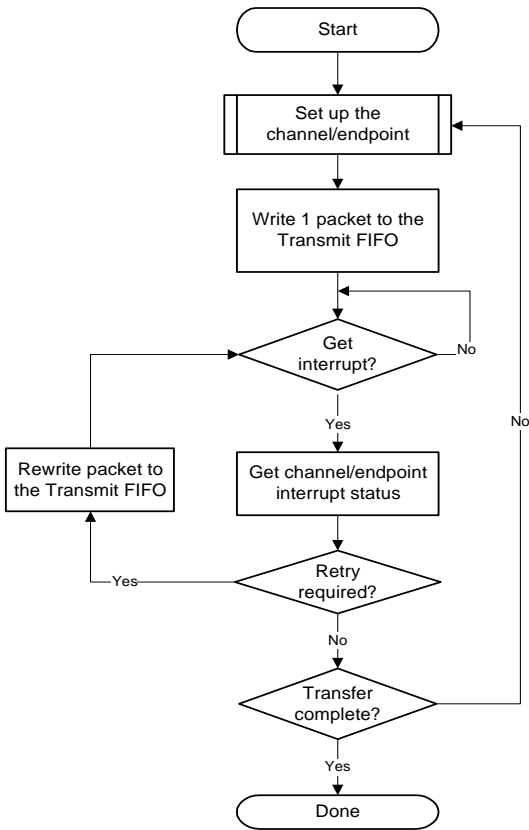 Start
Set up the
channel/endpoint
Write 1 packet to the
Transmit FIFO
Get
interrupt?
No
Yes
Rewrite packet to
the Transmit FIFO
Get channel/endpoint
interrupt status
No
Retry
required?
Yes
No
Transfer
complete?
Yes
Done